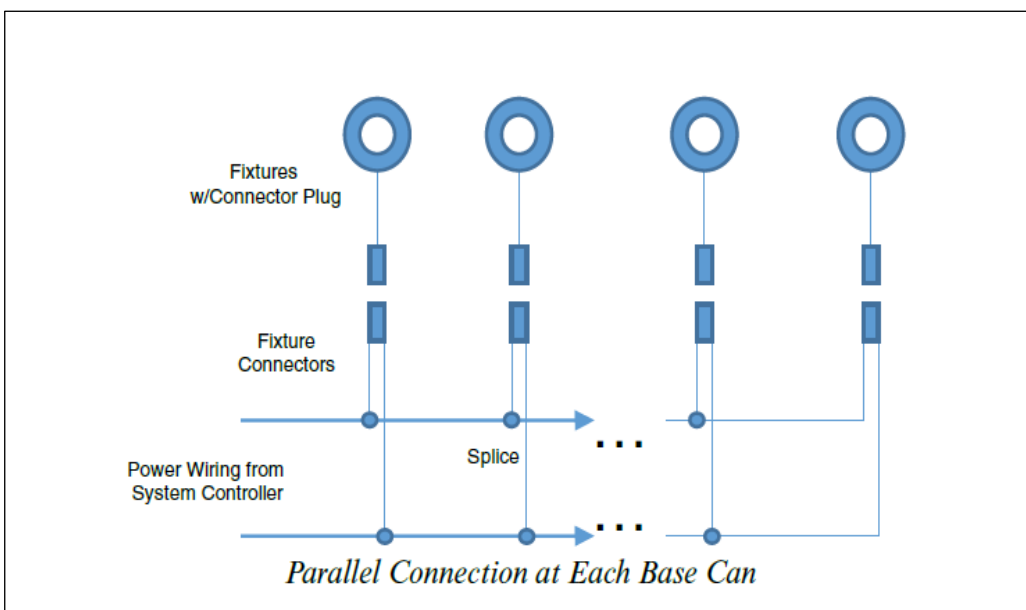 Fixtures
w/Connector Plug
Fixture
Connectors
Splice
Power Wiring from
System Controller
Parallel Connection at Each Base Can